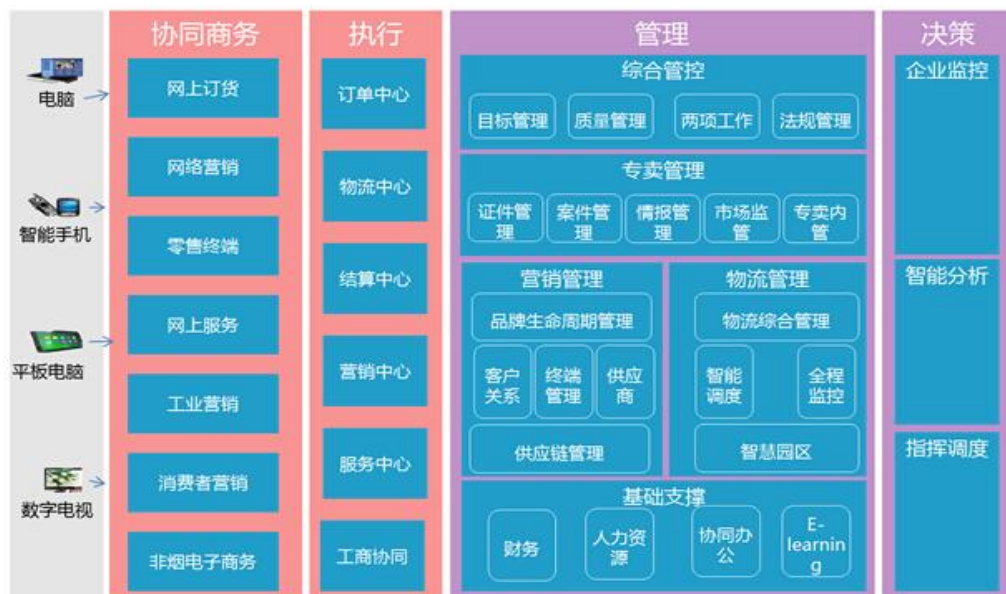 电脑
智能手机
平板电脑
数字电视
协同商务
网上订货
网络营销
零售终端
网上服务
工业营销
消费者营销
非烟电子商务
执行
订单中心
物流中心
结算中心
营销中心
服务中心
工商协同
管理
综合管控
目标管理
质量管理
两项工作
法规管理
专卖管理
证件管
理
案件管
理
情报管
理
市场监
管
专卖内
管
营销管理
品牌生命周期管理
客户
关系
终端
管理
供应
商
供应链管理
物流管理
物流综合管理
智能
调度
全程
监控
智慧园区
基础支撑
财务
人力资
源
协同办
公
E-
learnin
g
决策
企业监控
智能分析
指挥调度